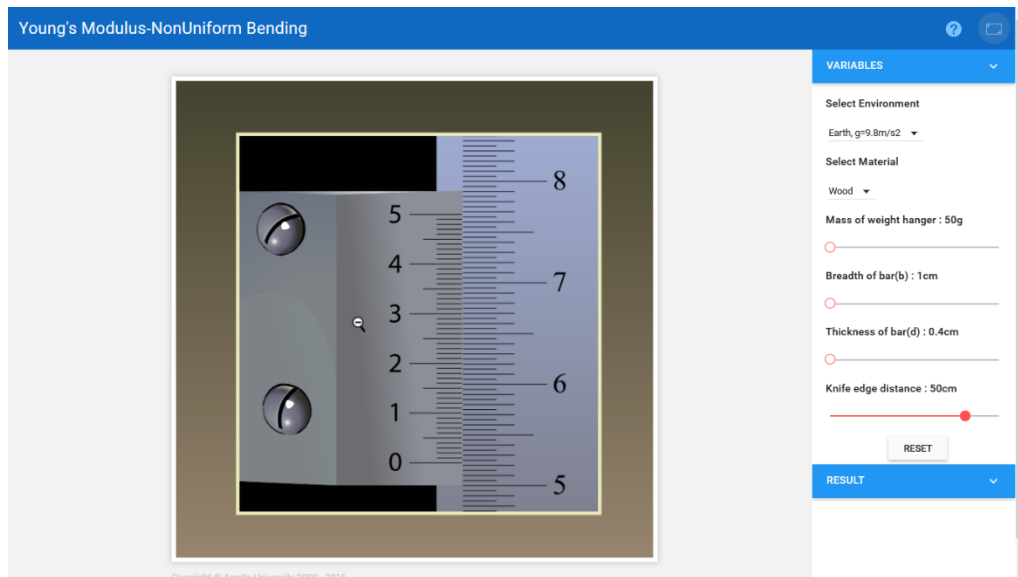 Young's Modulus-NonUniform Bending
?
VARIABLES
Select Environment
Earth, g=9.8m/s2
Select Material
Wood
Mass of weight hanger : 50g
Breadth of bar(b) : 1cm
Thickness of bar(d) : 0.4cm
Knife edge distance : 50cm
RESET
RESULT
8
5
4
7
3
2
6
1
0
5